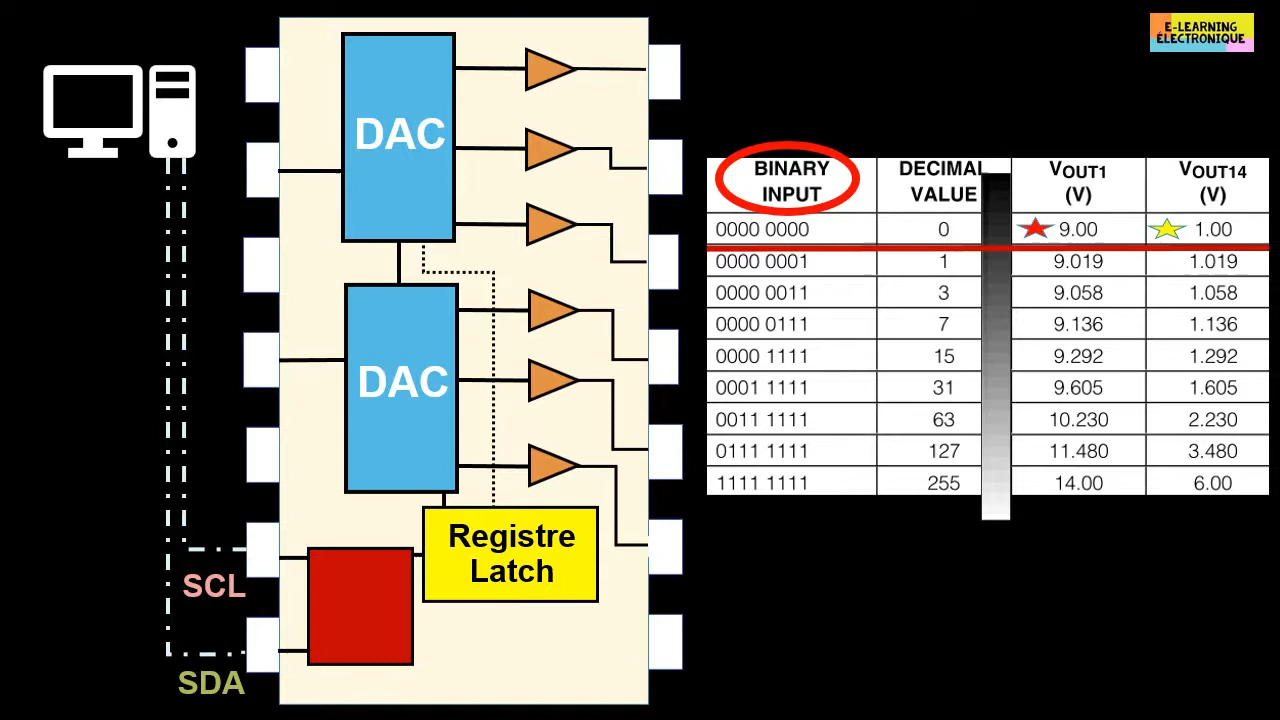 E-LEARNING
ÉLECTRONIQUE
DAC
DAC
Registre
Latch
SCL
SDA
BINARY INPUT DECIMAL VALUE VOUT1 (V) VOUT14 (V)
0000 0000 0 9.00 1.00
0000 0001 1 9.019 1.019
0000 0011 3 9.058 1.058
0000 0111 7 9.136 1.136
0000 1111 15 9.292 1.292
0001 1111 31 9.605 1.605
0011 1111 63 10.230 2.230
0111 1111 127 11.480 3.480
1111 1111 255 14.00 6.00